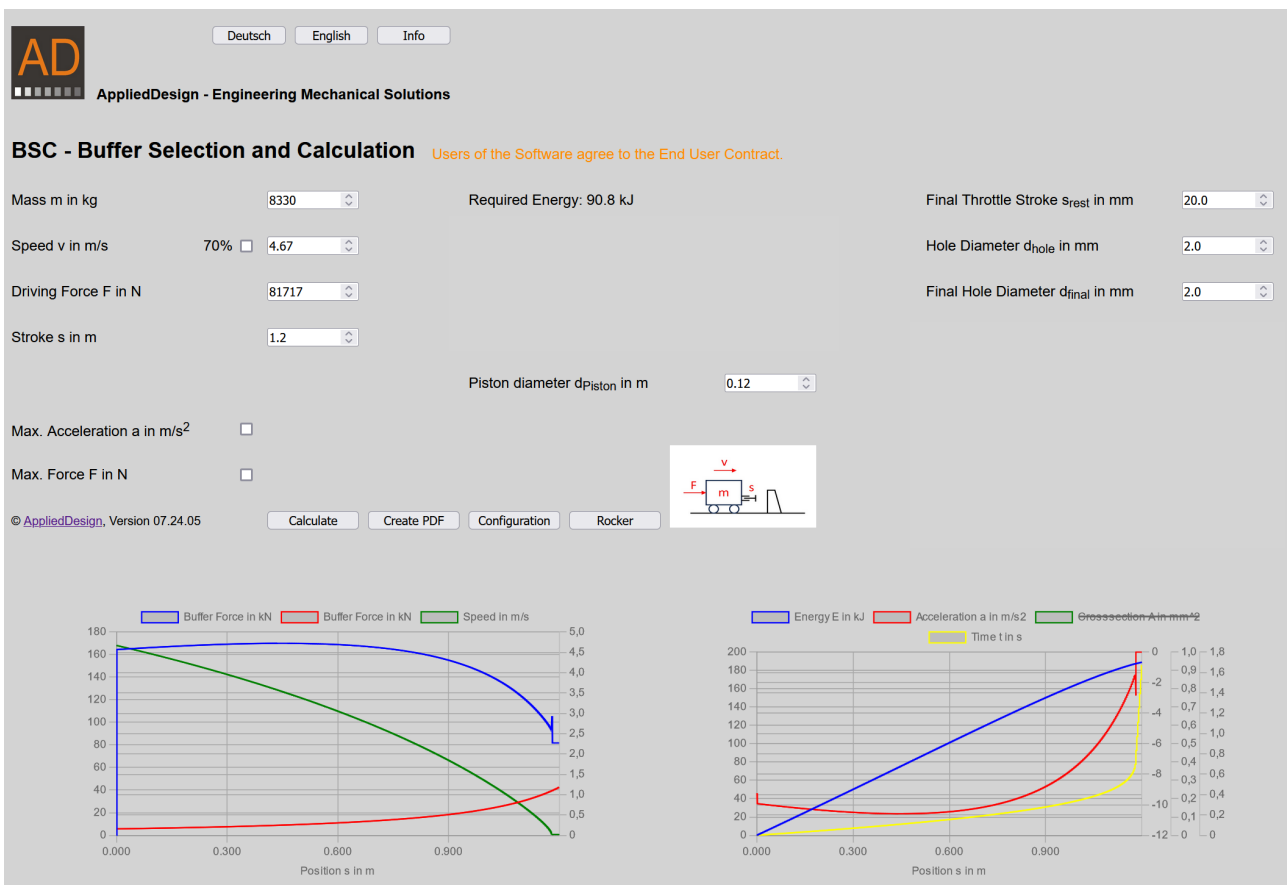 Deutsch English Info
AD
AppliedDesign - Engineering Mechanical Solutions
BSC - Buffer Selection and Calculation Users of the Software agree to the End User Contract.
Mass m in kg 8330 Required Energy: 90.8 kJ Final Throttle Stroke srest in mm 20.0
Speed v in m/s 70% 4.67 Hole Diameter dhole in mm 2.0
Driving Force F in N 81717 Final Hole Diameter dfinal in mm 2.0
Stroke s in m 1.2
Piston diameter dPiston in m 0.12
Max. Acceleration a in m/s2
Max. Force F in N
v
F m s
© AppliedDesign, Version 07.24.05 Calculate Create PDF Configuration Rocker
Buffer Force in kN Buffer Force in kN Speed in m/s
180 5,0
160 4,5
140 4,0
120 3,5
100 3,0
80 2,5
60 2,0
40 1,5
20 1,0
0 0,5
0
0.000 0.300 0.600 0.900
Position s in m
Energy E in kJ Acceleration a in m/s2 Crosssection A in mm^2
Time t in s
200 0 1,0 1,8
180 -2 0,9 1,6
160 -4 0,8 1,4
140 -6 0,7 1,2
120 -8 0,6 1,0
100 -10 0,5 0,8
80 -12 0,4 0,6
60 0,3 0,4
40 0,2 0,2
20 0,1 0
0 0
0.000 0.300 0.600 0.900
Position s in m